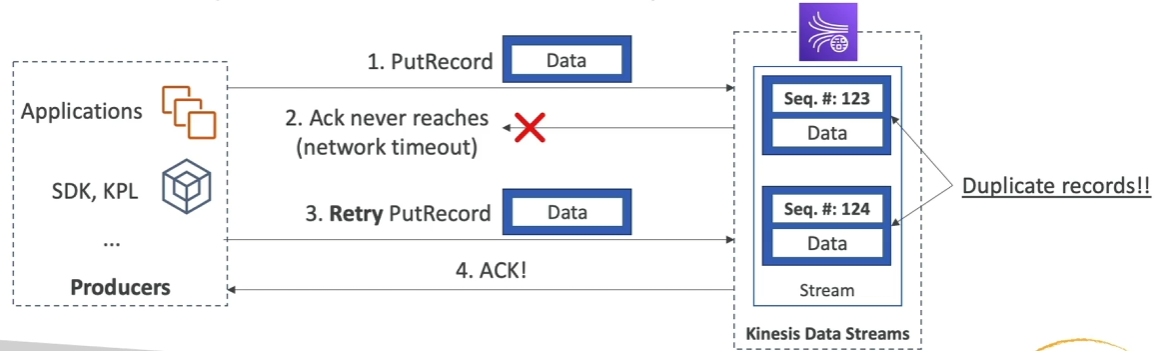 1. PutRecord
Data
Applications
2. Ack never reaches
(network timeout)
SDK, KPL
3. Retry PutRecord
Data
...
4. ACK!
Producers
Seq. #: 123
Data
Duplicate records!!
Seq. #: 124
Data
Stream
Kinesis Data Streams